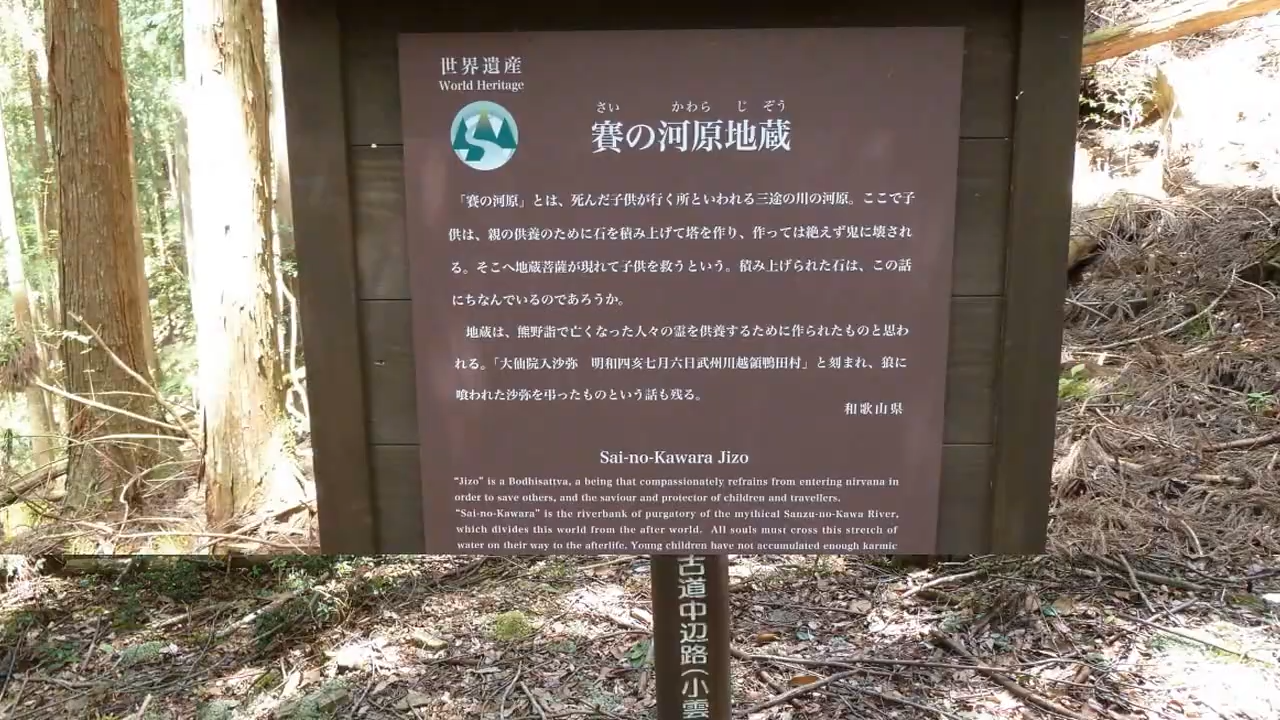 世界遺産
World Heritage
さい かわら じ ぞう
賽の河原地蔵
「賽の河原」とは、死んだ子供が行く所といわれる三途の川の河原。ここで子
供は、親の供養のために石を積み上げて塔を作り、作っては絶えず鬼に壊され
る。そこへ地蔵菩薩が現れて子供を救うという。積み上げられた石は、この話
にちなんでいるのであろうか。
地蔵は、熊野詣で亡くなった人々の霊を供養するために作られたものと思わ
れる。「大仙院人沙弥　明和四亥七月六日武州川越領鴨田村」と刻まれ、狼に
喰われた沙弥を弔ったものという話も残る。
和歌山県
Sai-no-Kawara Jizo
“Jizo” is a Bodhisattva, a being that compassionately refrains from entering nirvana in
order to save others, and the saviour and protector of children and travellers.
“Sai-no-Kawara” is the riverbank of purgatory of the mythical Sanzu-no-Kawa River,
which divides this world from the after world. All souls must cross this stretch of
water on their way to the afterlife. Young children have not accumulated enough karmic
古道中辺路（小雲